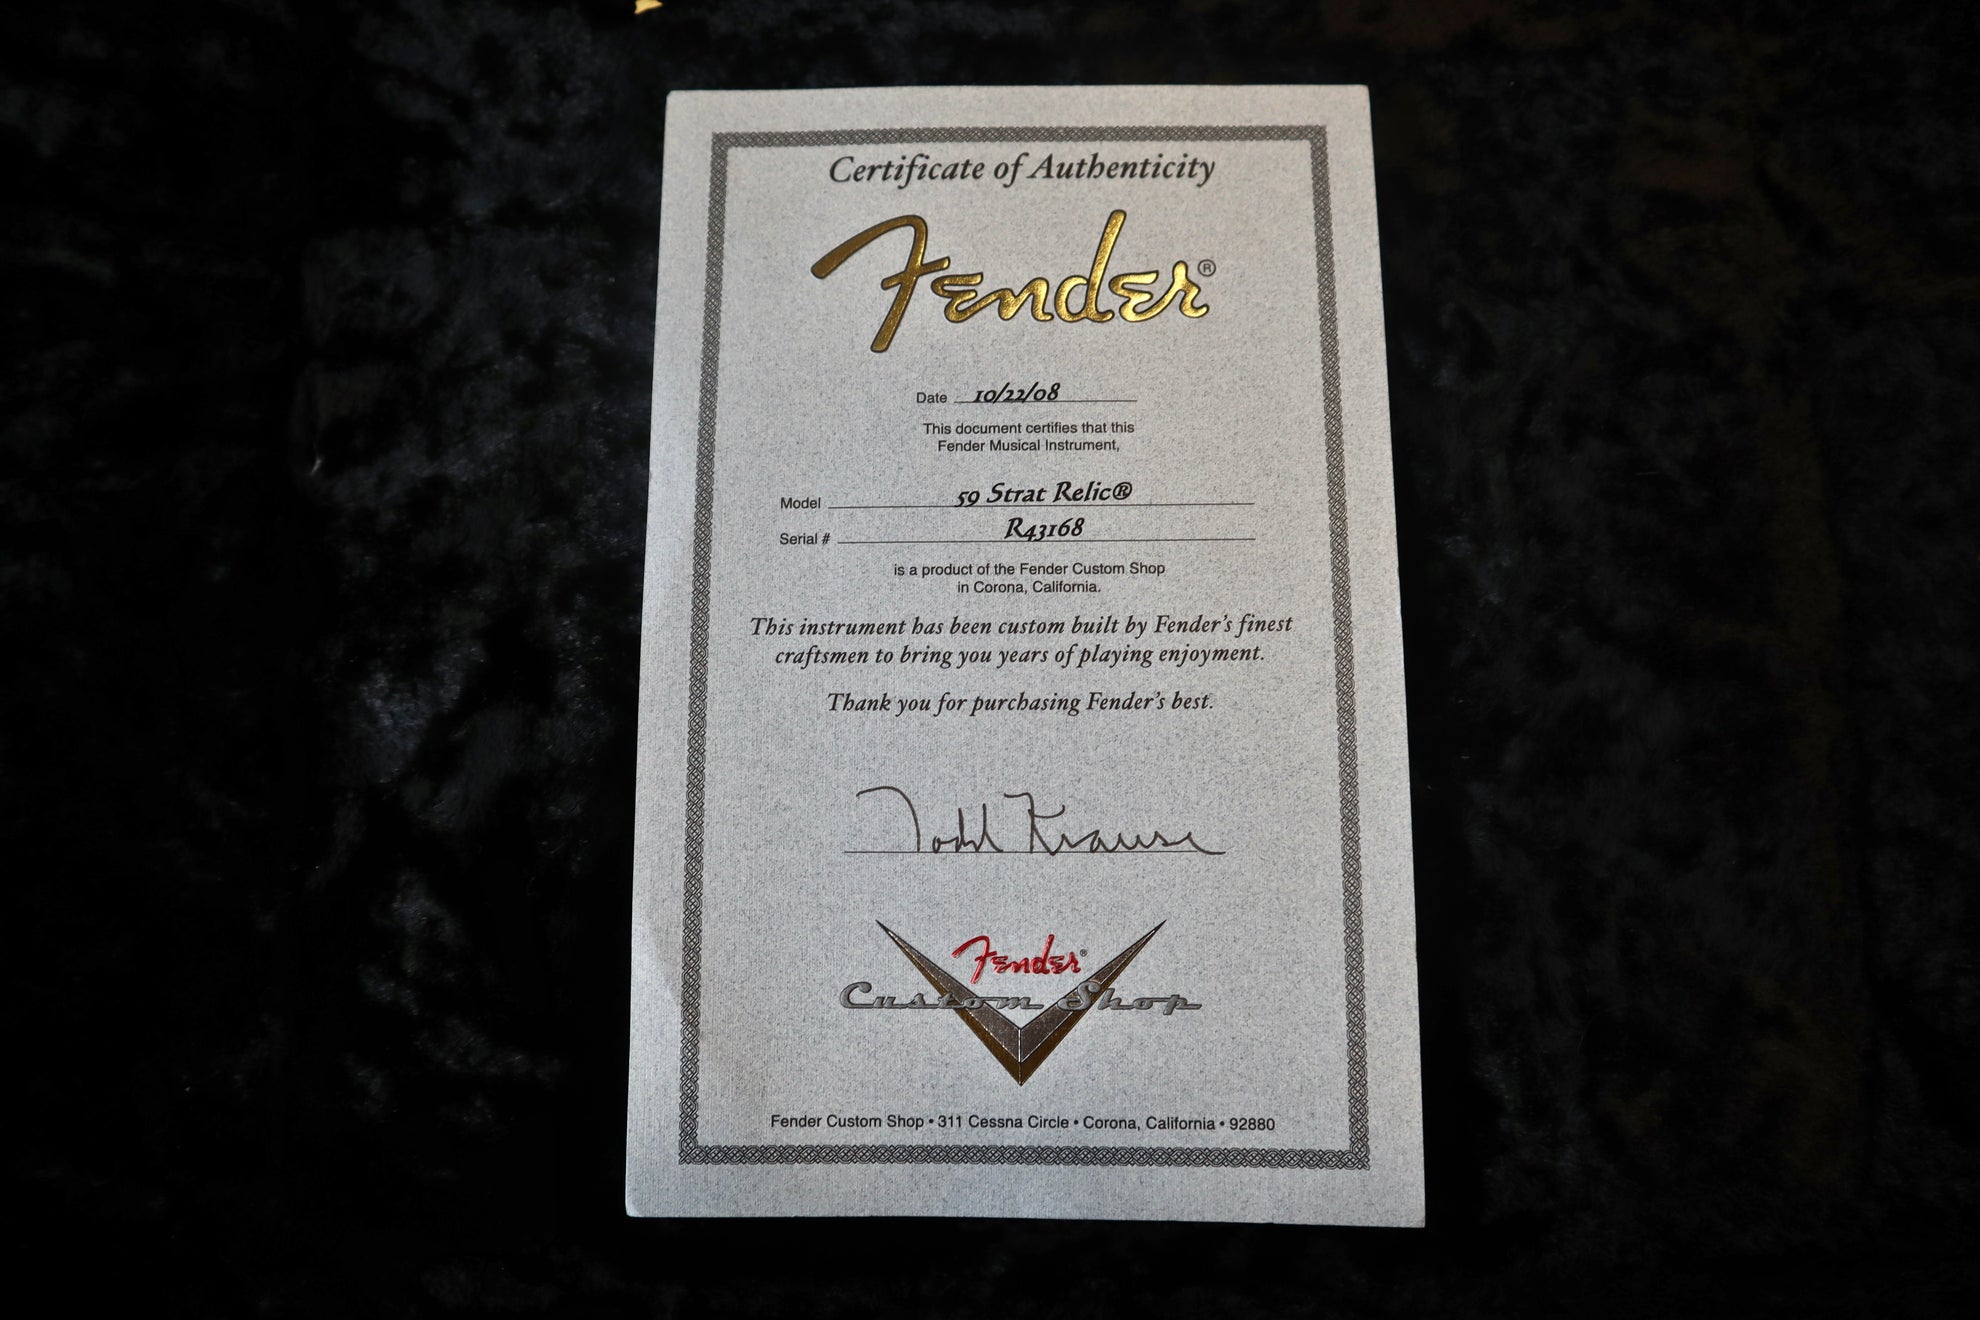 Certificate of Authenticity
Fender®
Date 10/22/08
This document certifies that this
Fender Musical Instrument,
Model 59 Strat Relic®
Serial # R43168
is a product of the Fender Custom Shop
in Corona, California.
This instrument has been custom built by Fender's finest
craftsmen to bring you years of playing enjoyment.
Thank you for purchasing Fender's best.
Todd Krause
Fender®
Custom Shop
Fender Custom Shop • 311 Cessna Circle • Corona, California • 92880